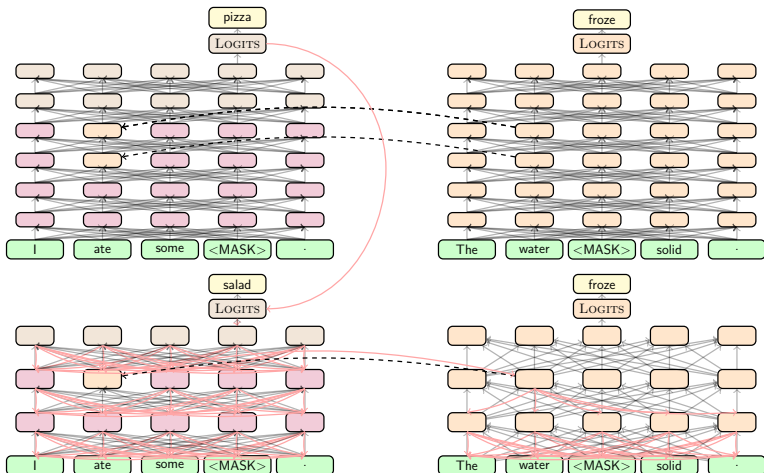 pizza froze
LOGITS LOGITS
I ate some <MASK> . The water <MASK> solid .
salad froze
LOGITS LOGITS
I ate some <MASK> . The water <MASK> solid .